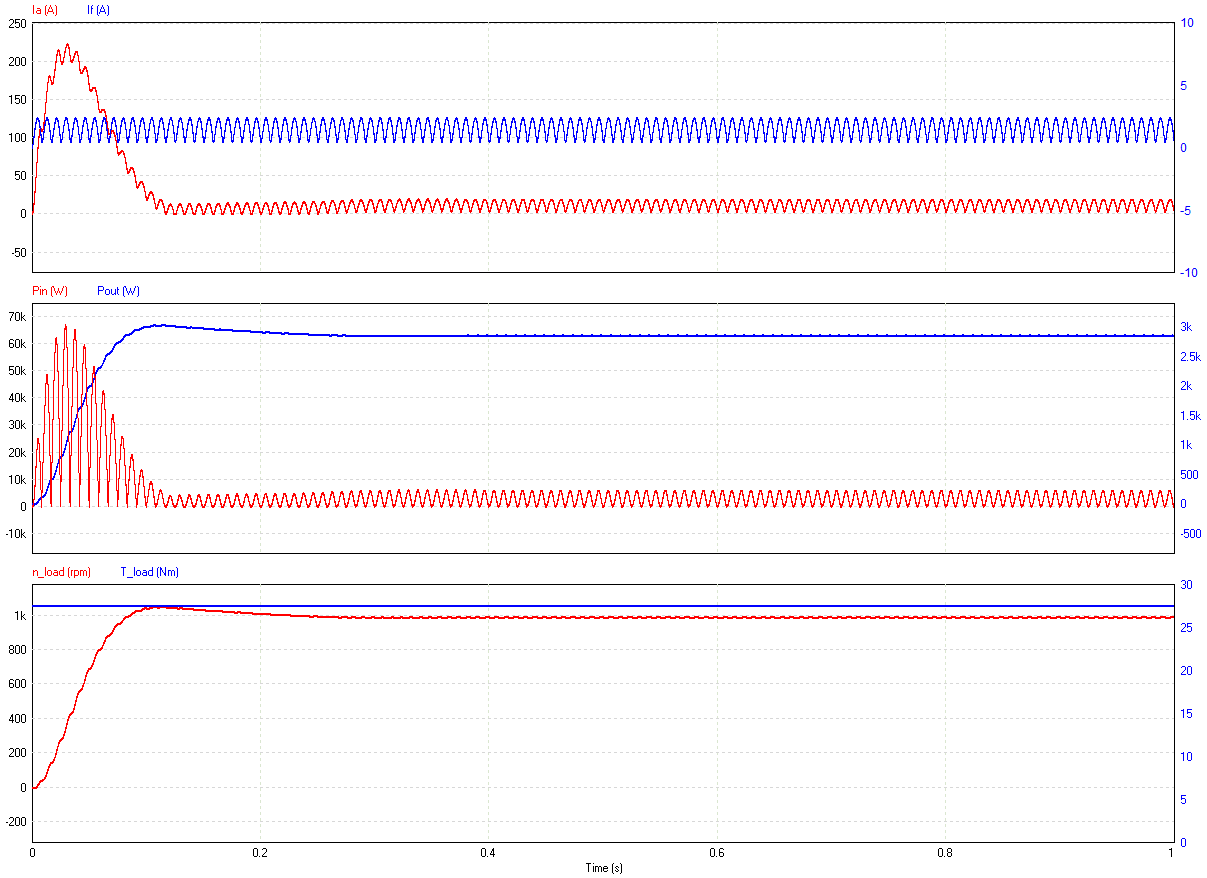 Ia (A) If (A)
250 10
200
5
150
100 0
50
0 -5
-50
-10
Pin (W) Pout (W)
70k
3k
60k
2.5k
50k
2k
40k
1.5k
30k
1k
20k
10k 500
0 0
-10k -500
n_load (rpm) T_load (Nm)
30
1k
25
800
20
600
15
400
10
200
0 5
-200
0
0 0.2 0.4 0.6 0.8 1
Time (s)